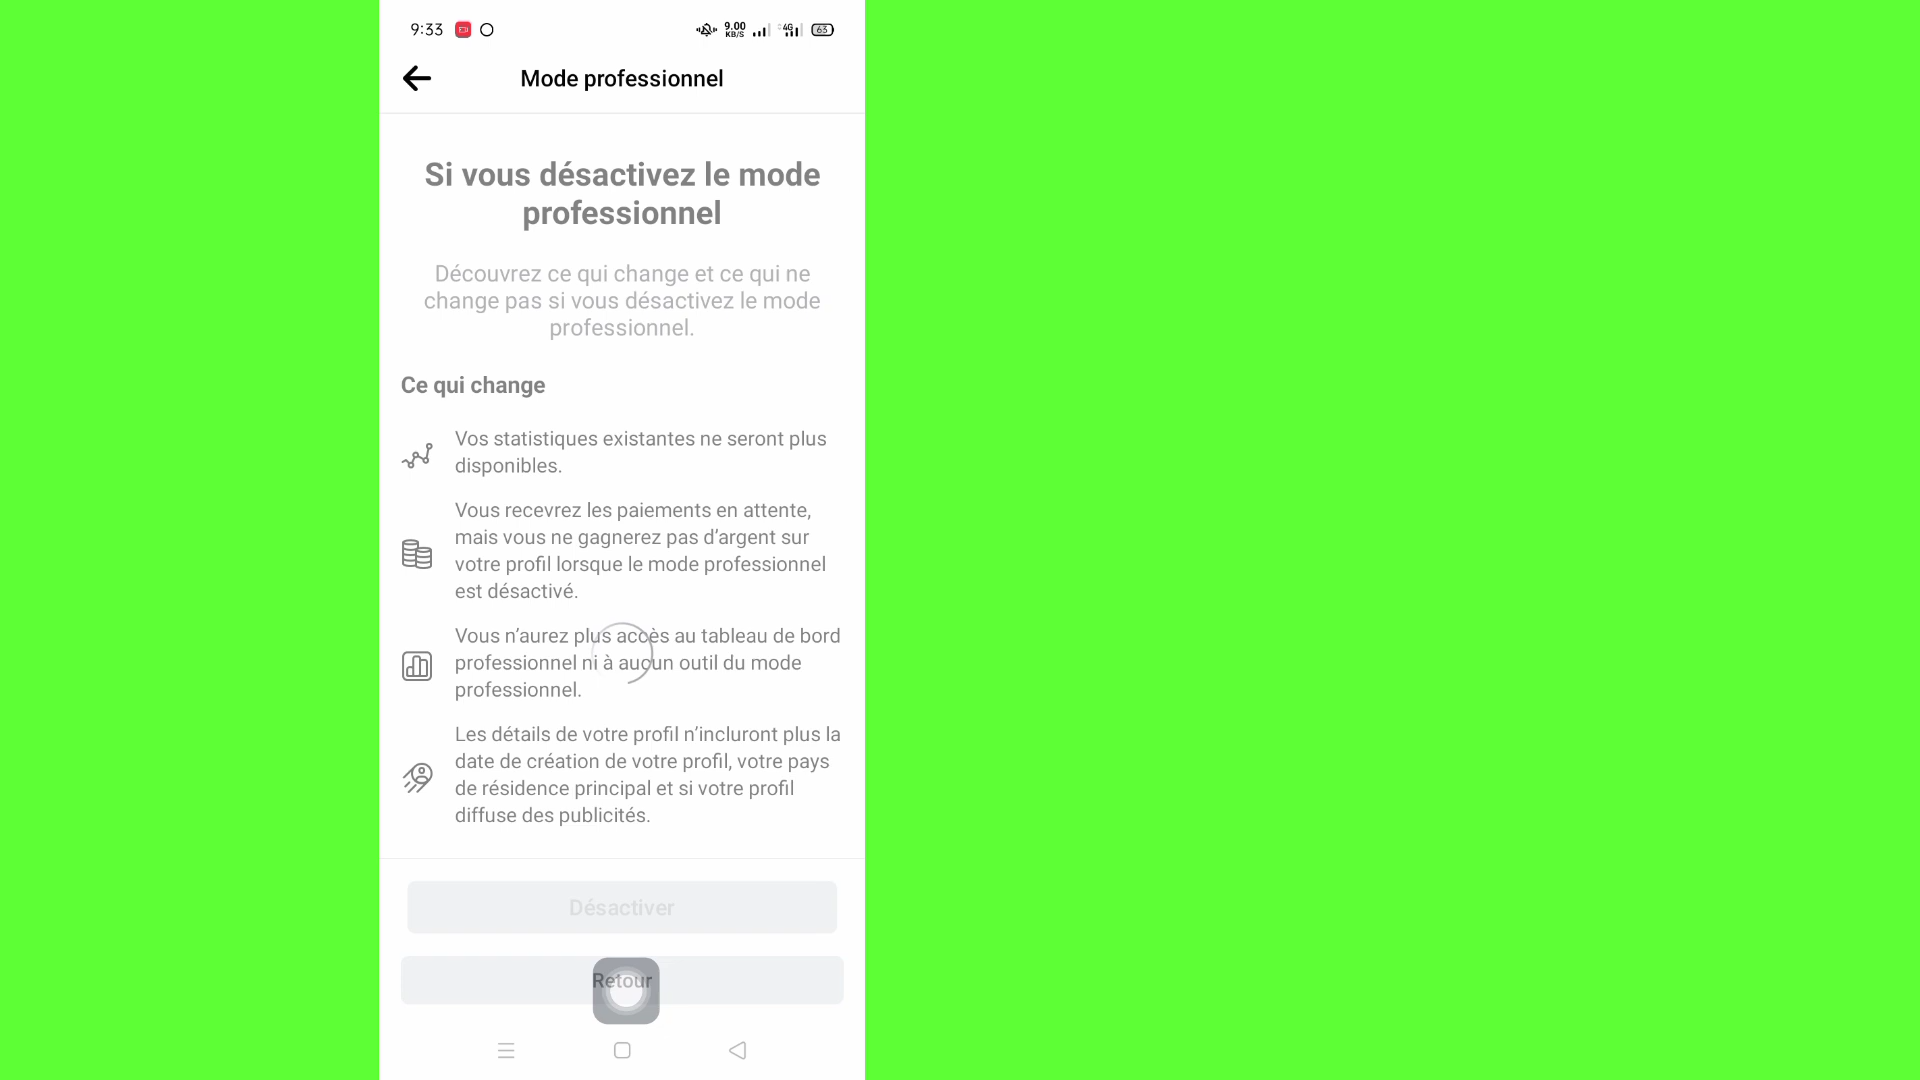 9:33
9.00
KB/S
4G
63
Mode professionnel
Si vous désactivez le mode
professionnel
Découvrez ce qui change et ce qui ne
change pas si vous désactivez le mode
professionnel.
Ce qui change
Vos statistiques existantes ne seront plus
disponibles.
Vous recevrez les paiements en attente,
mais vous ne gagnerez pas d’argent sur
votre profil lorsque le mode professionnel
est désactivé.
Vous n’aurez plus accès au tableau de bord
professionnel ni à aucun outil du mode
professionnel.
Les détails de votre profil n’incluront plus la
date de création de votre profil, votre pays
de résidence principal et si votre profil
diffuse des publicités.
Désactiver
Retour